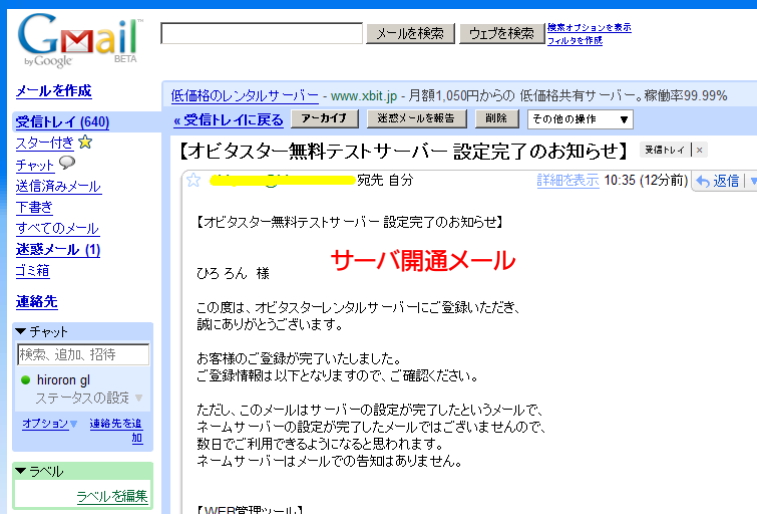 Gmail
by Google BETA
メールを検索 ウェブを検索 検索オプションを表示
フィルタを作成
メールを作成
受信トレイ (640)
スター付き
チャット
送信済みメール
下書き
すべてのメール
迷惑メール (1)
ゴミ箱
連絡先
▼チャット
検索、追加、招待
hiroron gl
ステータスの設定 ▼
オプション▼ 連絡先を追
加
▼ラベル
ラベルを編集
低価格のレンタルサーバー - www.xbit.jp - 月額1,050円からの 低価格共有サーバー。稼働率99.99%
« 受信トレイに戻る アーカイブ 迷惑メールを報告 削除 その他の操作 ▼
【オビタスター無料テストサーバー 設定完了のお知らせ】 受信トレイ ×
宛先 自分 詳細を表示 10:35 (12分前) 返信 ▼
【オビタスター無料テストサーバー 設定完了のお知らせ】
サーバ開通メール
ひろ ろん 様
この度は、オビタスターレンタルサーバーにご登録いただき、
誠にありがとうございます。
お客様のご登録が完了いたしました。
ご登録情報は以下となりますので、ご確認ください。
ただし、このメールはサーバーの設定が完了したというメールで、
ネームサーバーの設定が完了したメールではございませんので、
数日でご利用できるようになると思われます。
ネームサーバーはメールでの告知はありません。
【WEB管理ツール】